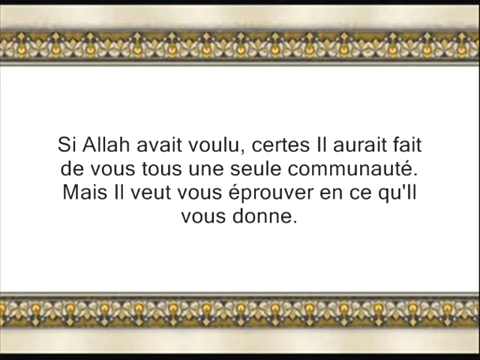 Si Allah avait voulu, certes Il aurait fait
de vous tous une seule communauté.
Mais Il veut vous éprouver en ce qu'Il
vous donne.